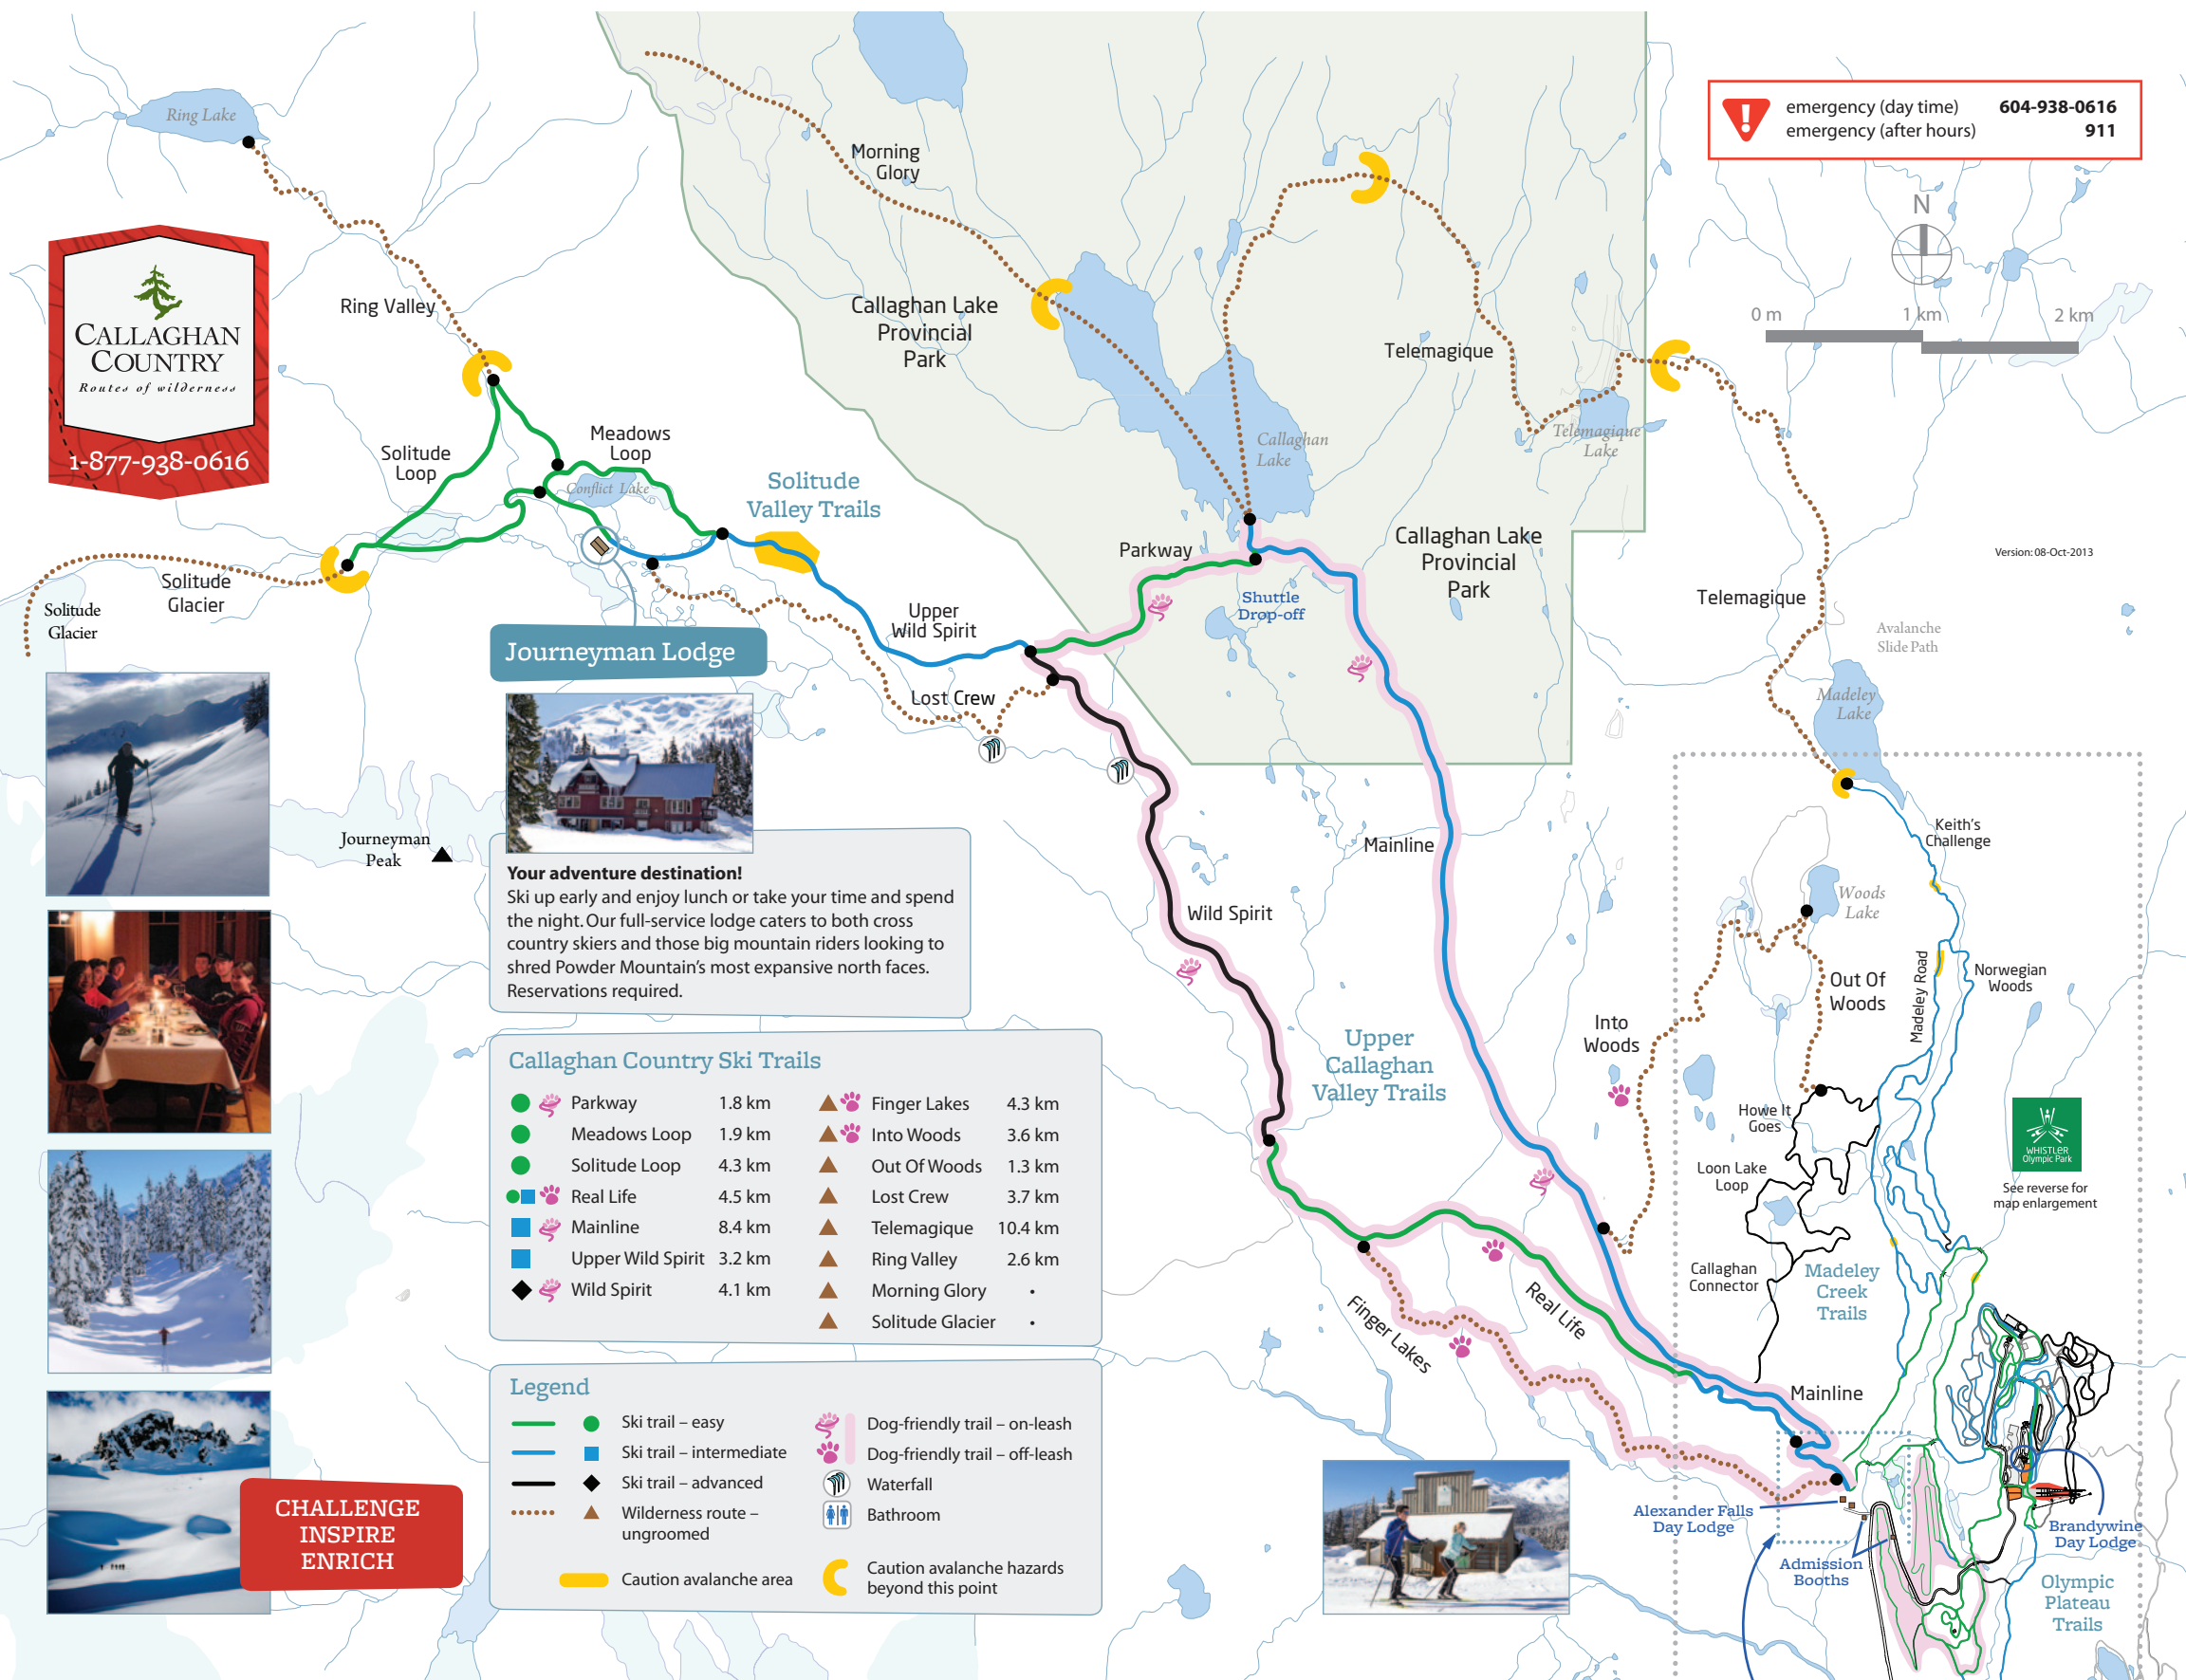 Ring Lake
Morning
Glory
emergency (day time) 604-938-0616
emergency (after hours) 911
N
0 m 1 km 2 km
CALLAGHAN
COUNTRY
Routes of wilderness
1-877-938-0616
Ring Valley
Callaghan Lake
Provincial
Park
Telemagique
Telemagique
Lake
Solitude
Loop
Meadows
Loop
Conflict Lake
Solitude
Valley Trails
Callaghan
Lake
Parkway
Callaghan Lake
Provincial
Park
Version: 08-Oct-2013
Solitude
Glacier
Solitude
Glacier
Shuttle
Drop-off
Upper
Wild Spirit
Telemagique
Avalanche
Slide Path
Journeyman Lodge
Lost Crew
Madeley
Lake
Journeyman
Peak
Mainline
Keith's
Challenge
Your adventure destination!
Ski up early and enjoy lunch or take your time and spend
the night. Our full-service lodge caters to both cross
country skiers and those big mountain riders looking to
shred Powder Mountain's most expansive north faces.
Reservations required.
Wild Spirit
Woods
Lake
Out Of
Woods
Madeley Road
Norwegian
Woods
Into
Woods
Upper
Callaghan
Valley Trails
Callaghan Country Ski Trails
Parkway 1.8 km
Meadows Loop 1.9 km
Solitude Loop 4.3 km
Real Life 4.5 km
Mainline 8.4 km
Upper Wild Spirit 3.2 km
Wild Spirit 4.1 km
Finger Lakes 4.3 km
Into Woods 3.6 km
Out Of Woods 1.3 km
Lost Crew 3.7 km
Telemagique 10.4 km
Ring Valley 2.6 km
Morning Glory •
Solitude Glacier •
Howe It
Goes
Loon Lake
Loop
WHISTLER
Olympic Park
See reverse for
map enlargement
Callaghan
Connector
Madeley
Creek
Trails
Real Life
Finger Lakes
Mainline
Legend
Ski trail – easy
Ski trail – intermediate
Ski trail – advanced
Wilderness route –
ungroomed
Caution avalanche area
Dog-friendly trail – on-leash
Dog-friendly trail – off-leash
Waterfall
Bathroom
Caution avalanche hazards
beyond this point
CHALLENGE
INSPIRE
ENRICH
Alexander Falls
Day Lodge
Admission
Booths
Brandywine
Day Lodge
Olympic
Plateau
Trails